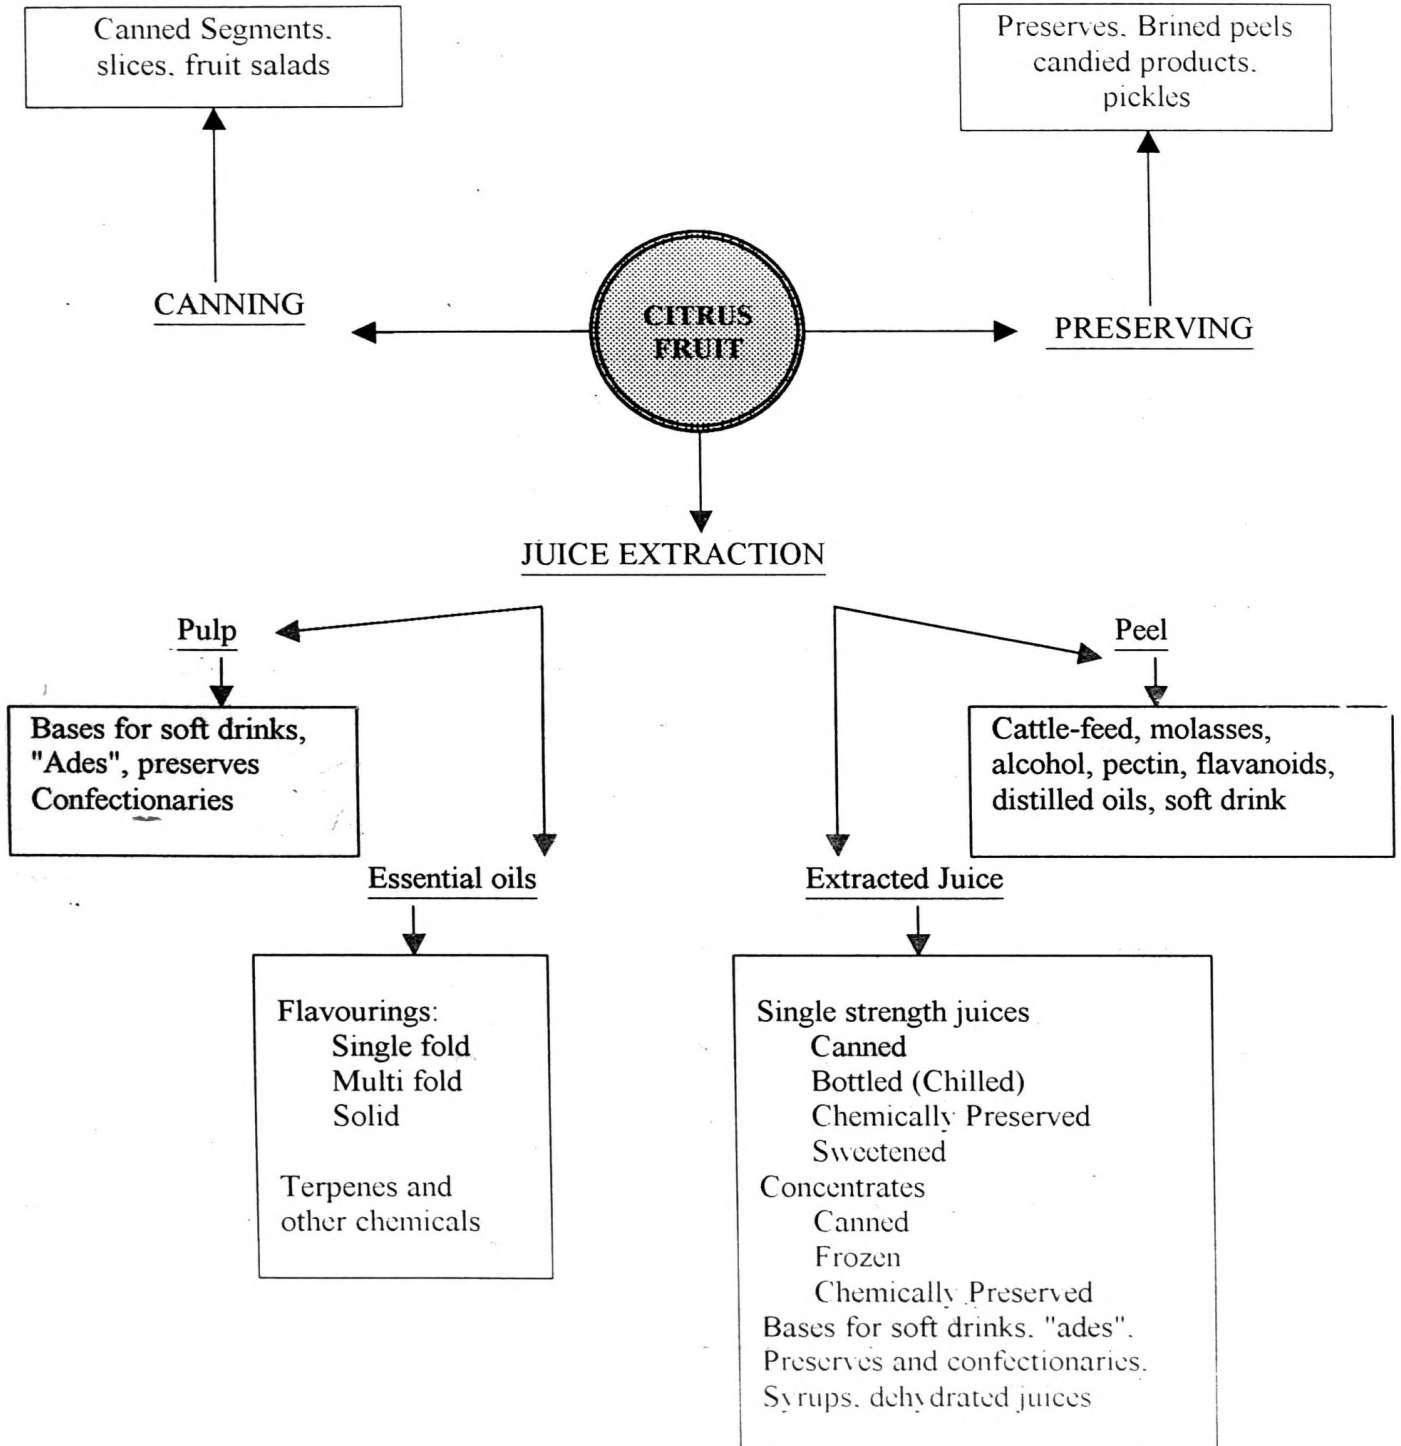 Canned Segments,
slices, fruit salads
Preserves, Brined peels
candied products,
pickles
CANNING
CITRUS
FRUIT
PRESERVING
JUICE EXTRACTION
Pulp
Peel
Bases for soft drinks,
"Ades", preserves
Confectionaries
Cattle-feed, molasses,
alcohol, pectin, flavanoids,
distilled oils, soft drink
Essential oils
Extracted Juice
Flavourings:
Single fold
Multi fold
Solid
Terpenes and
other chemicals
Single strength juices
Canned
Bottled (Chilled)
Chemically Preserved
Sweetened
Concentrates
Canned
Frozen
Chemically Preserved
Bases for soft drinks, "ades",
Preserves and confectionaries,
Syrups, dehydrated juices